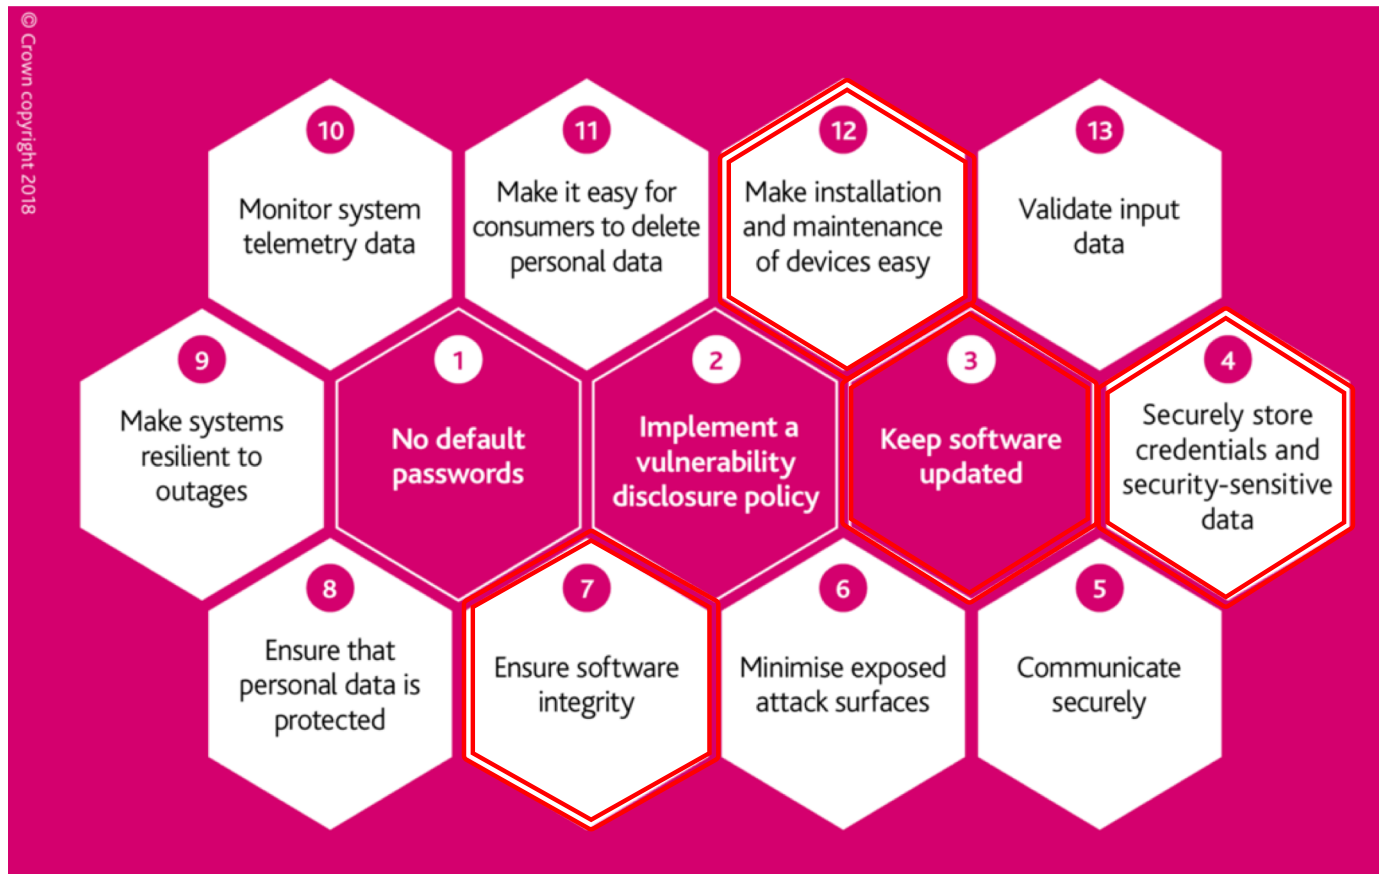 © Crown copyright 2018
10
Monitor system
telemetry data
11
Make it easy for
consumers to delete
personal data
12
Make installation
and maintenance
of devices easy
13
Validate input
data
9
Make systems
resilient to
outages
1
No default
passwords
2
Implement a
vulnerability
disclosure policy
3
Keep software
updated
4
Securely store
credentials and
security-sensitive
data
8
Ensure that
personal data is
protected
7
Ensure software
integrity
6
Minimise exposed
attack surfaces
5
Communicate
securely